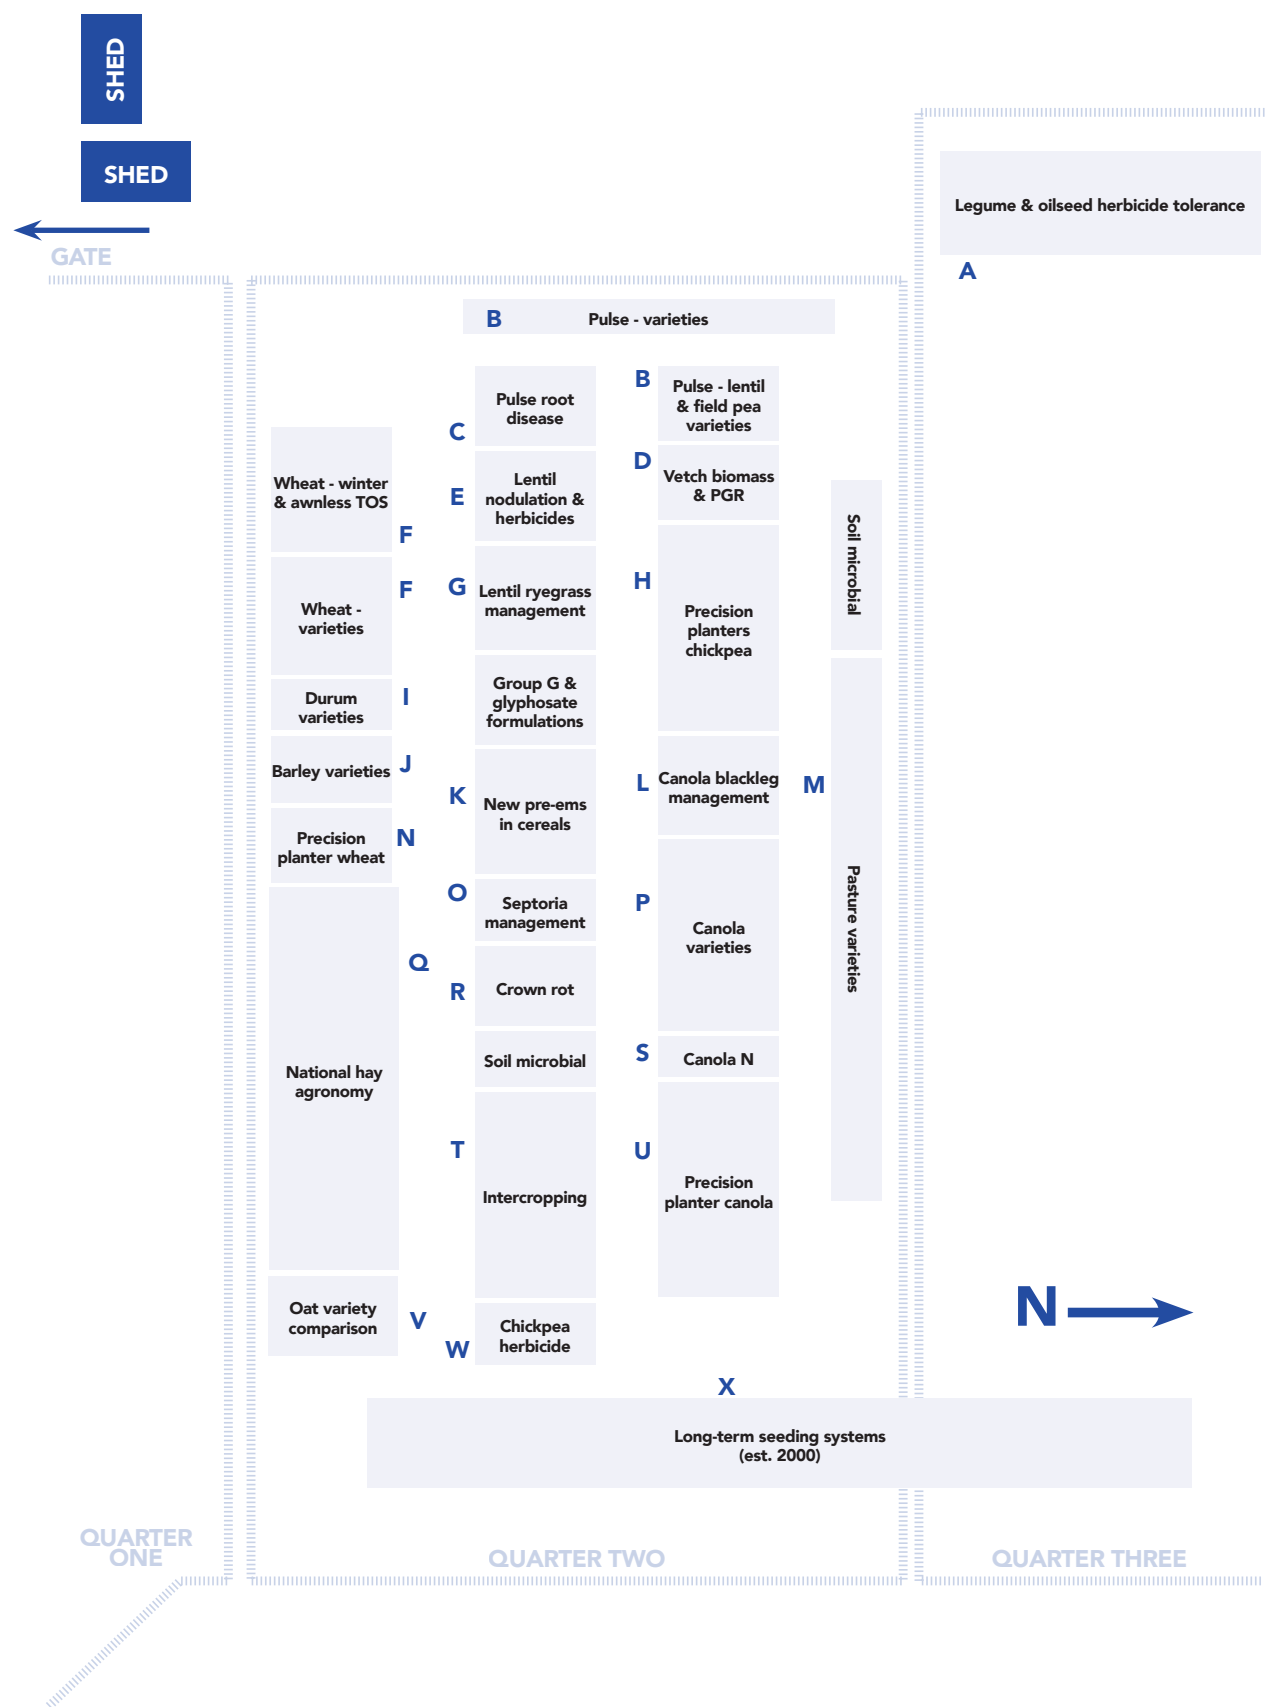 SHED
SHED
GATE
Legume & oilseed herbicide tolerance
A
B
Pulse - varieties
Pulse root
disease
C
B
Pulse - lentil
& field pea
varieties
Wheat - winter
& awnless TOS
F
E
Lentil
nodulation &
herbicides
D
Vetch biomass
& PGR
Soil microbial
F
Wheat -
varieties
G
Lentil ryegrass
management
H
Precision
planters
chickpea
Durum
varieties
I
Group G &
glyphosate
formulations
Barley varieties
J
K
New pre-ems
in cereals
L
Canola blackleg
management
M
Pasture varieties
Precision
planter wheat
N
O
Septoria
management
P
Canola
varieties
Q
R
Crown rot
National hay
agronomy
Soil microbial
S
Canola N
T
Intercropping
U
Precision
planter canola
Oat variety
comparison
V
W
Chickpea
herbicide
N
X
Long-term seeding systems
(est. 2000)
QUARTER
ONE
QUARTER TWO
QUARTER THREE